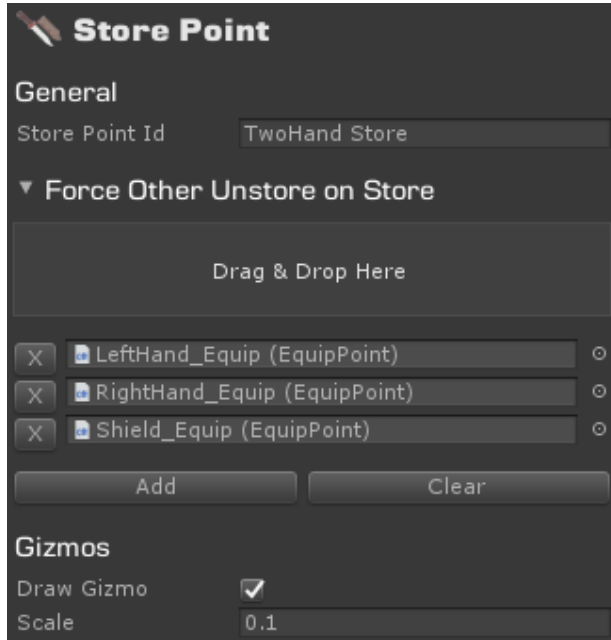 Store Point
General
Store Point Id TwoHand Store
Force Other Unstore on Store
Drag & Drop Here
X LeftHand_Equip (EquipPoint)
X RightHand_Equip (EquipPoint)
X Shield_Equip (EquipPoint)
Add Clear
Gizmos
Draw Gizmo
Scale 0.1